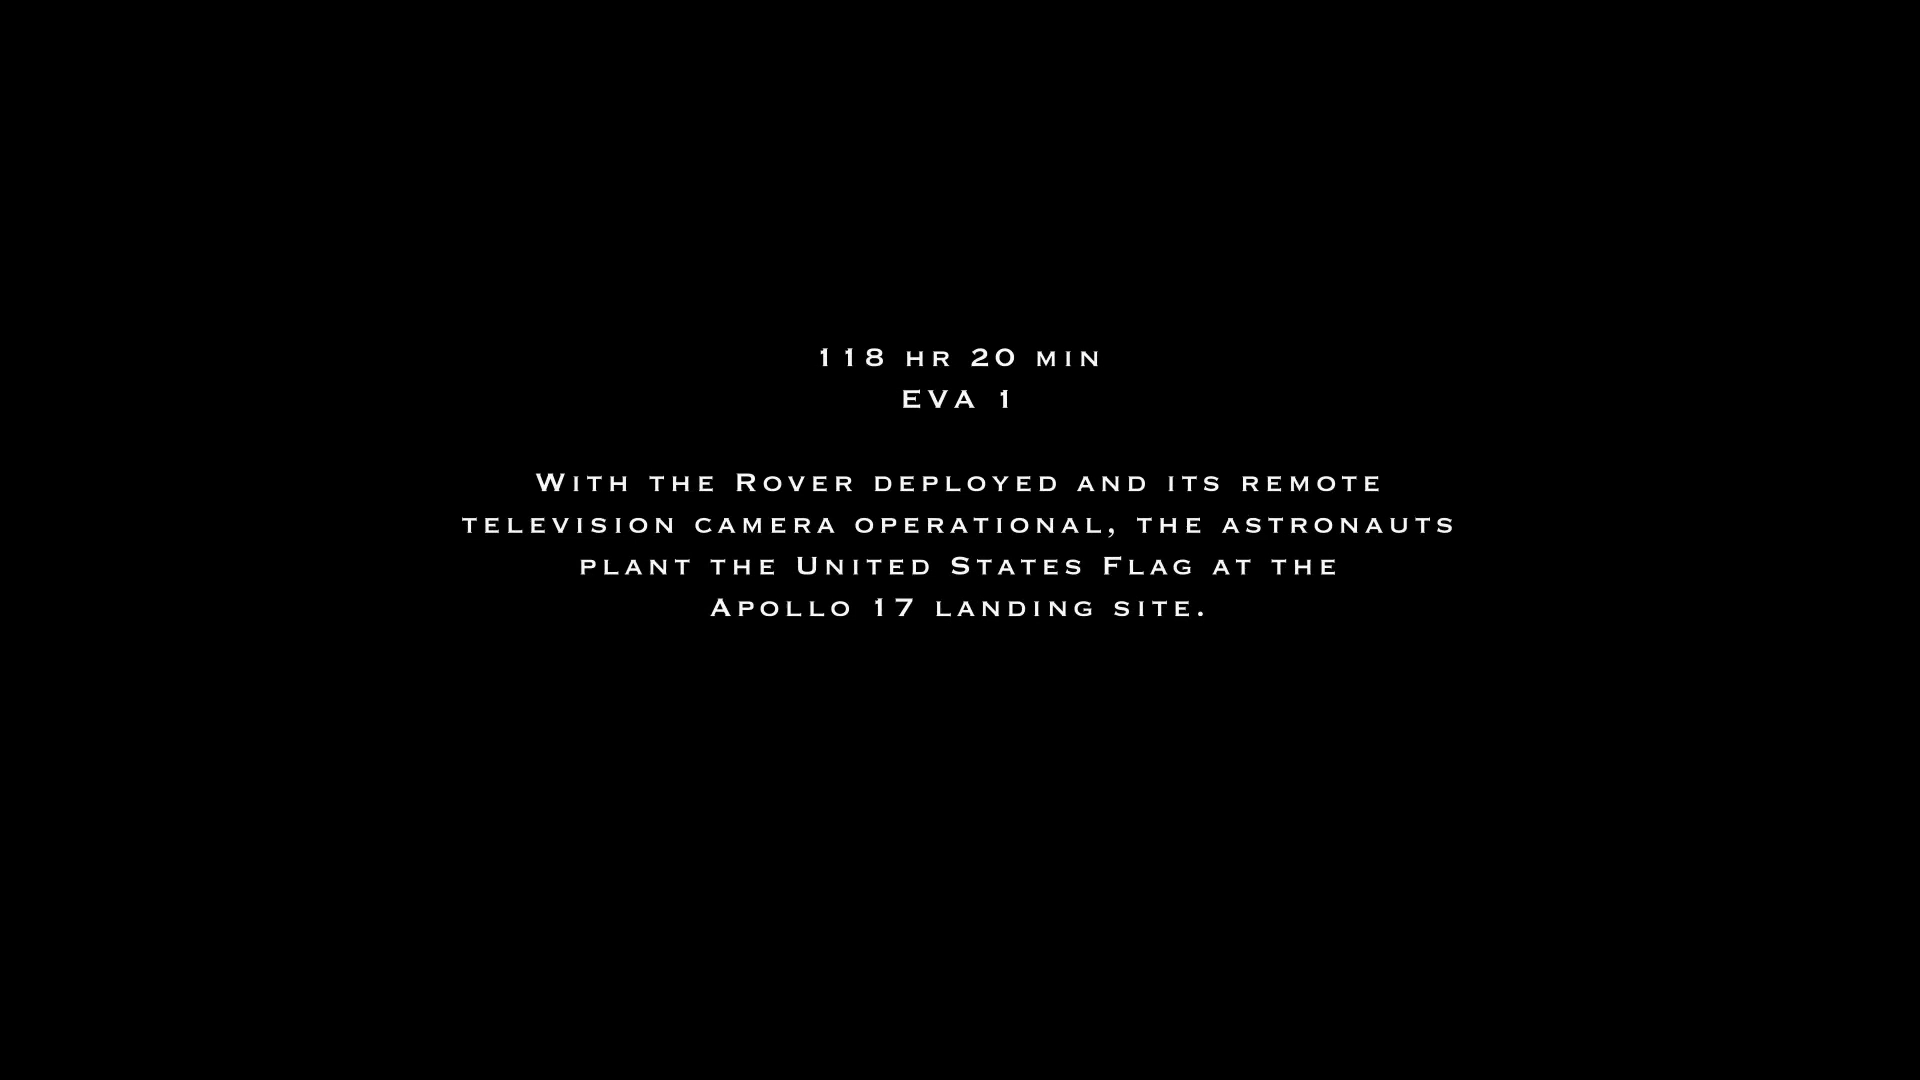 118 HR 20 MIN
EVA 1
With the Rover deployed and its remote
television camera operational, the astronauts
plant the United States Flag at the
Apollo 17 landing site.